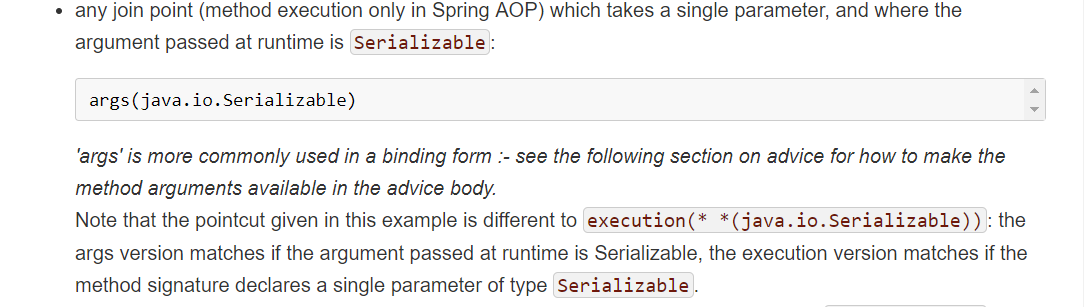 • any join point (method execution only in Spring AOP) which takes a single parameter, and where the
argument passed at runtime is Serializable:
args(java.io.Serializable)
'args' is more commonly used in a binding form :- see the following section on advice for how to make the
method arguments available in the advice body.
Note that the pointcut given in this example is different to execution(* *(java.io.Serializable)): the
args version matches if the argument passed at runtime is Serializable, the execution version matches if the
method signature declares a single parameter of type Serializable.